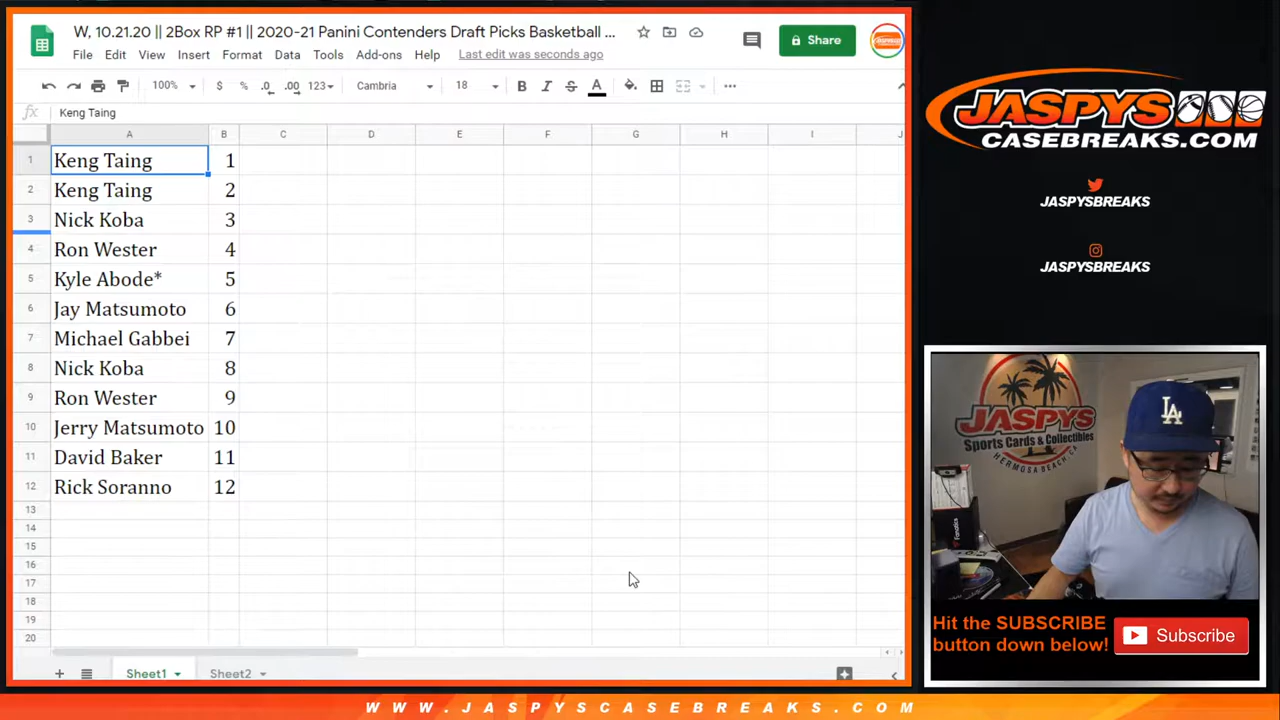 W, 10.21.20 || 2Box RP #1 || 2020-21 Panini Contenders Draft Picks Basketball ...
Share
File Edit View Insert Format Data Tools Add-ons Help Last edit was seconds ago
100% $ % .0 .00 123 Cambria 18 B I S A
fx Keng Taing
A B C D E F G H I J
1 Keng Taing 1
2 Keng Taing 2
3 Nick Koba 3
4 Ron Wester 4
5 Kyle Abode* 5
6 Jay Matsumoto 6
7 Michael Gabbei 7
8 Nick Koba 8
9 Ron Wester 9
10 Jerry Matsumoto 10
11 David Baker 11
12 Rick Soranno 12
13
14
15
16
17
18
19
20
Sheet1 Sheet2
JASPYS
CASEBREAKS.COM
JASPYSBREAKS
JASPYSBREAKS
JASPYS
Sports Cards & Collectibles
HERMOSA BEACH, CA
LA
Fanatics
Hit the SUBSCRIBE
button down below!
Subscribe
WWW.JASPYSCASEBREAKS.COM